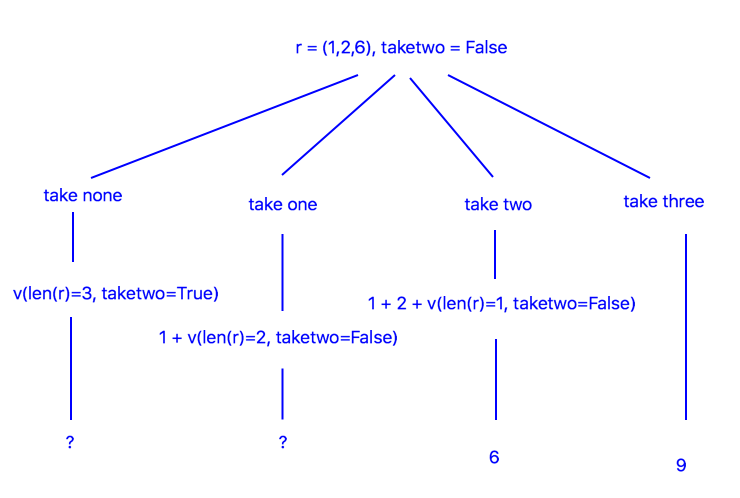 r = (1,2,6), taketwo = False
take none
take one
take two
take three
v(len(r)=3, taketwo=True)
1 + 2 + v(len(r)=1, taketwo=False)
1 + v(len(r)=2, taketwo=False)
?
?
6
9